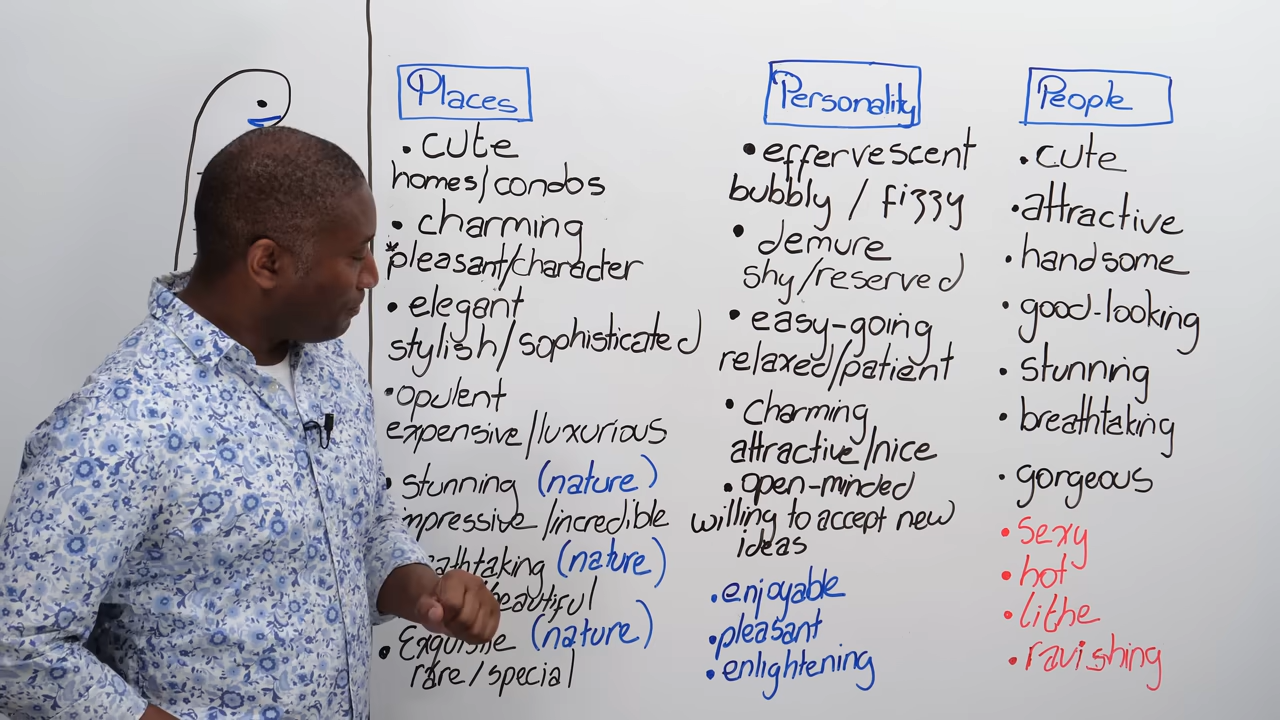 Places
• cute
homes/condos
• charming
*pleasant/character
• elegant
stylish/sophisticated
• opulent
expensive/luxurious
• stunning (nature)
impressive/incredible
(nature)
beautiful
• Exquisite (nature)
rare/special
Personality
• effervescent
bubbly / fizzy
• demure
shy/reserved
• easy-going
relaxed/patient
• Charming
attractive/nice
• open-minded
willing to accept new
ideas
• enjoyable
• pleasant
• enlightening
People
• cute
• attractive
• handsome
• good-looking
• stunning
• breathtaking
• gorgeous
• sexy
• hot
• lithe
• ravishing